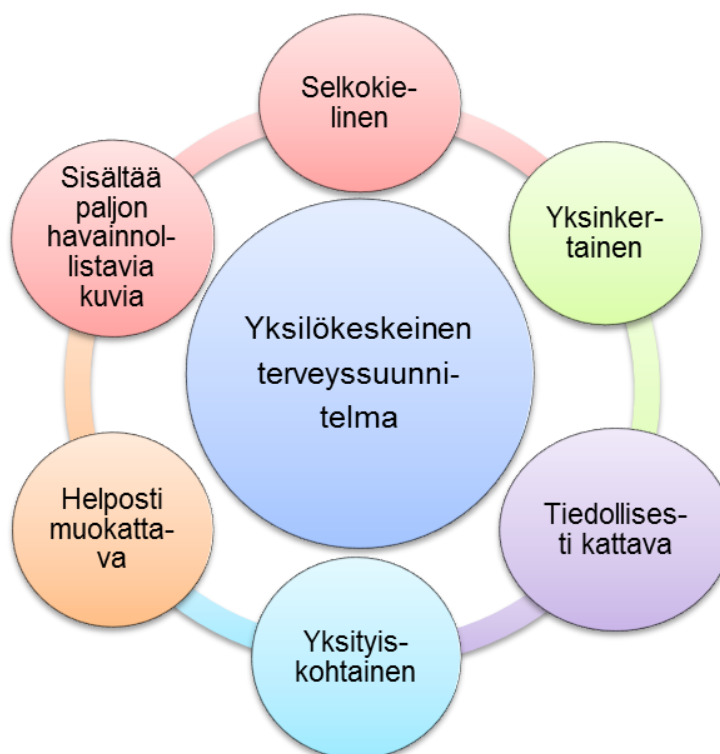 Selkokie-
linen
Yksinker-
tainen
Tiedollises-
ti kattava
Yksityis-
kohtainen
Helposti
muokatta-
va
Sisältää
paljon
havainnol-
listavia
kuvia
Yksilökeskeinen
terveyssuunni-
telma